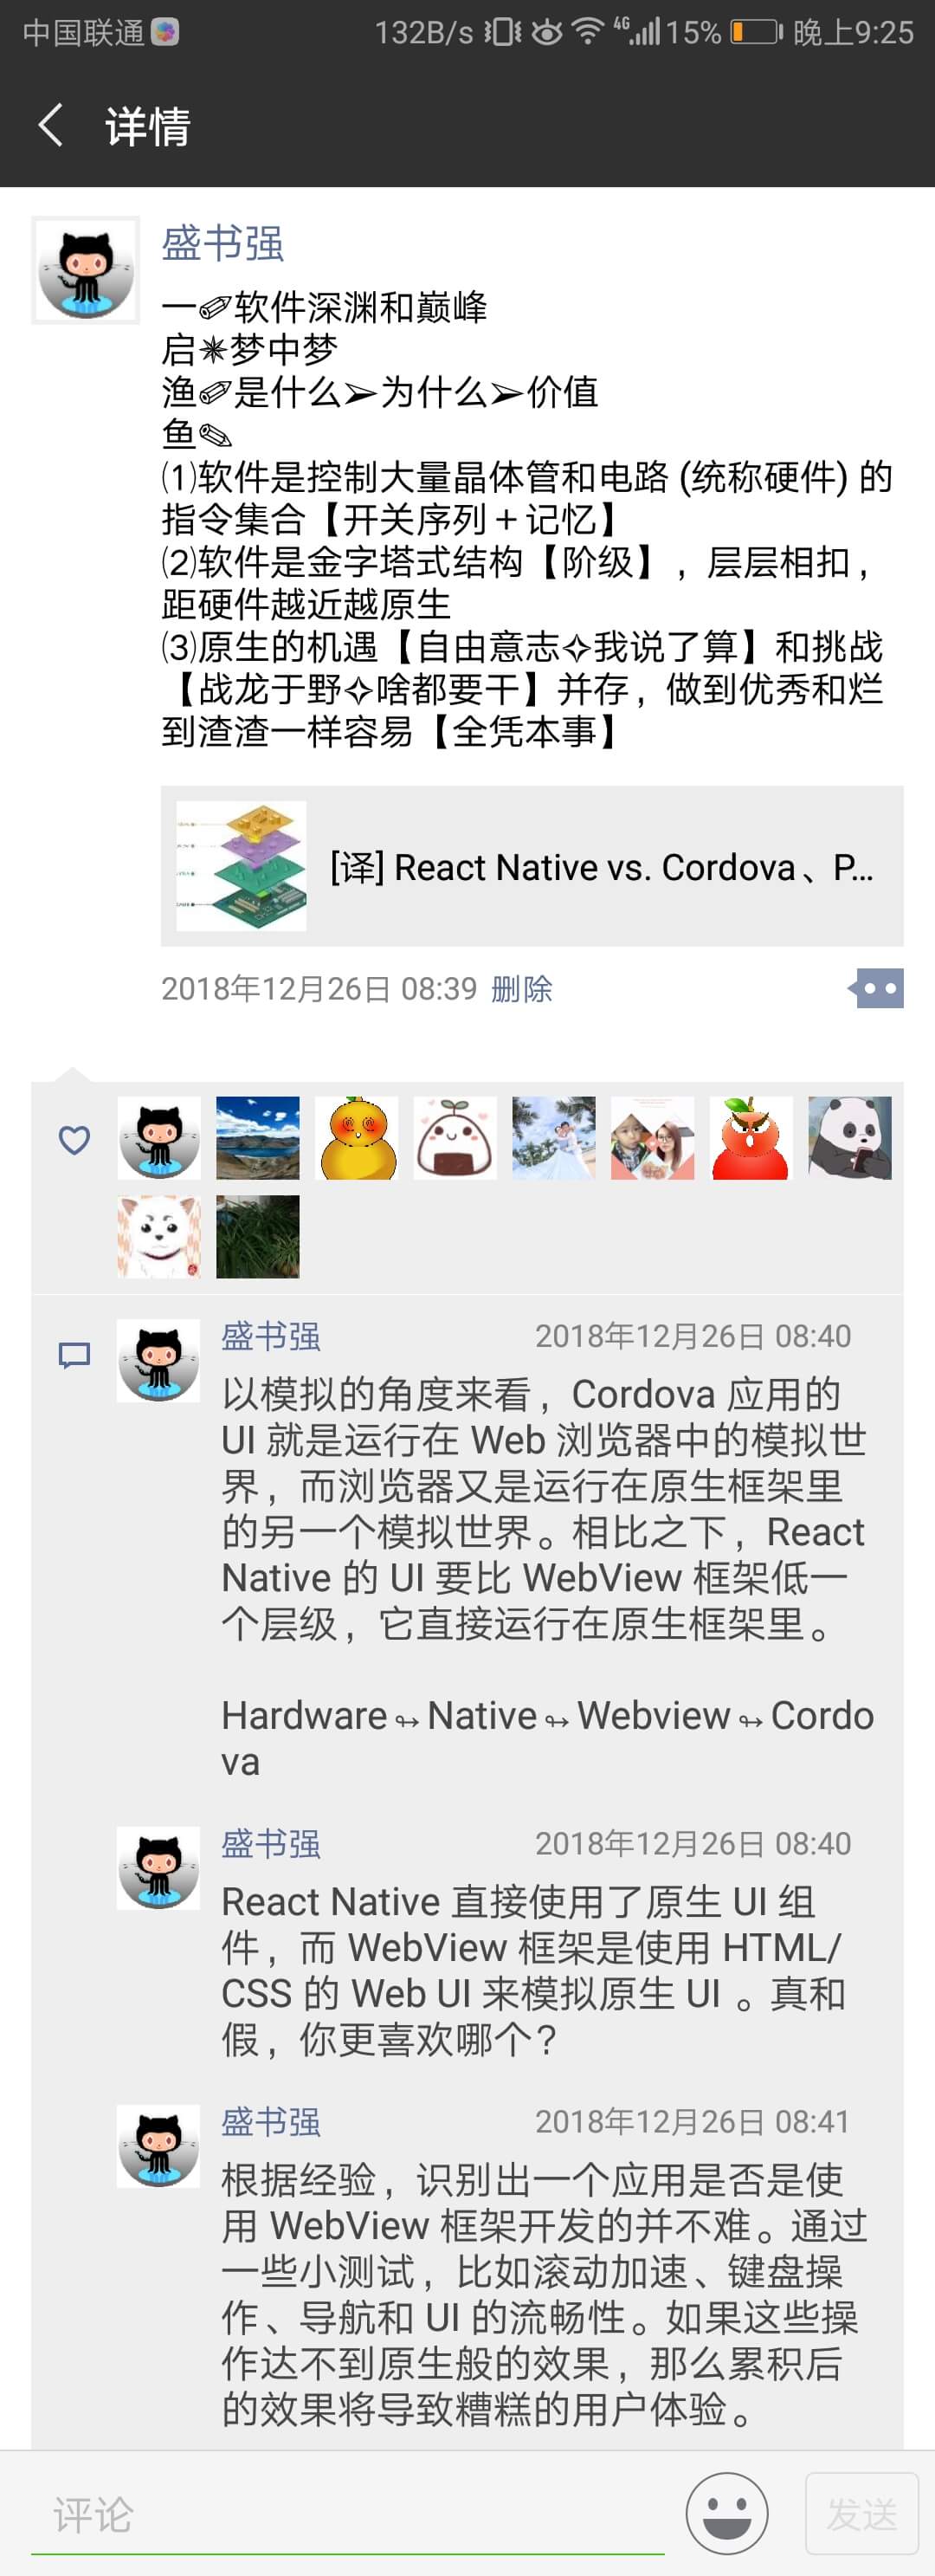 中国联通 132B/s 4G 15% 晚上9:25
详情
盛书强
一✐软件深渊和巅峰
启✴梦中梦
渔✐是什么➢为什么➢价值
鱼✎
⑴软件是控制大量晶体管和电路 (统称硬件) 的
指令集合【开关序列＋记忆】
⑵软件是金字塔式结构【阶级】，层层相扣，
距硬件越近越原生
⑶原生的机遇【自由意志✧我说了算】和挑战
【战龙于野✧啥都要干】并存，做到优秀和烂
到渣渣一样容易【全凭本事】
[译] React Native vs. Cordova、P...
2018年12月26日 08:39 删除
盛书强 2018年12月26日 08:40
以模拟的角度来看，Cordova 应用的
UI 就是运行在 Web 浏览器中的模拟世
界，而浏览器又是运行在原生框架里
的另一个模拟世界。相比之下，React
Native 的 UI 要比 WebView 框架低一
个层级，它直接运行在原生框架里。
Hardware↬Native↬Webview↬Cordo
va
盛书强 2018年12月26日 08:40
React Native 直接使用了原生 UI 组
件，而 WebView 框架是使用 HTML/
CSS 的 Web UI 来模拟原生 UI 。真和
假，你更喜欢哪个？
盛书强 2018年12月26日 08:41
根据经验，识别出一个应用是否是使
用 WebView 框架开发的并不难。通过
一些小测试，比如滚动加速、键盘操
作、导航和 UI 的流畅性。如果这些操
作达不到原生般的效果，那么累积后
的效果将导致糟糕的用户体验。
评论 发送